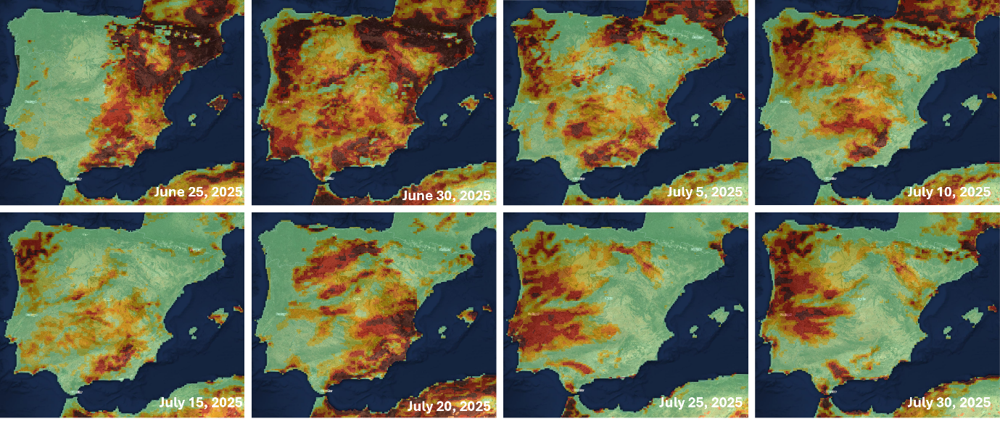 June 25, 2025
June 30, 2025
July 5, 2025
July 10, 2025
July 15, 2025
July 20, 2025
July 25, 2025
July 30, 2025